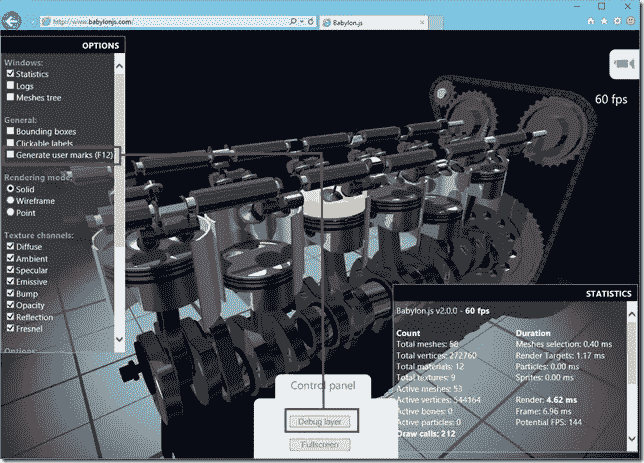 http://www.babylonjs.com/
Babylon.js
OPTIONS
Windows:
Statistics
Logs
Meshes tree
General:
Bounding boxes
Clickable labels
Generate user marks (F12)
Rendering mode:
Solid
Wireframe
Point
Texture channels:
Diffuse
Ambient
Specular
Emissive
Bump
Opacity
Reflection
Fresnel
Options:
60 fps
Control panel
Debug layer
Fullscreen
STATISTICS
Babylon.js v2.0.0 - 60 fps
Count
Total meshes: 58
Total vertices: 272760
Total materials: 12
Total textures: 9
Active meshes: 53
Active vertices: 544164
Active bones: 0
Active particles: 0
Draw calls: 212
Duration
Meshes selection: 0.40 ms
Render Targets: 1.17 ms
Particles: 0.00 ms
Sprites: 0.00 ms
Render: 4.62 ms
Frame: 6.96 ms
Potential FPS: 144